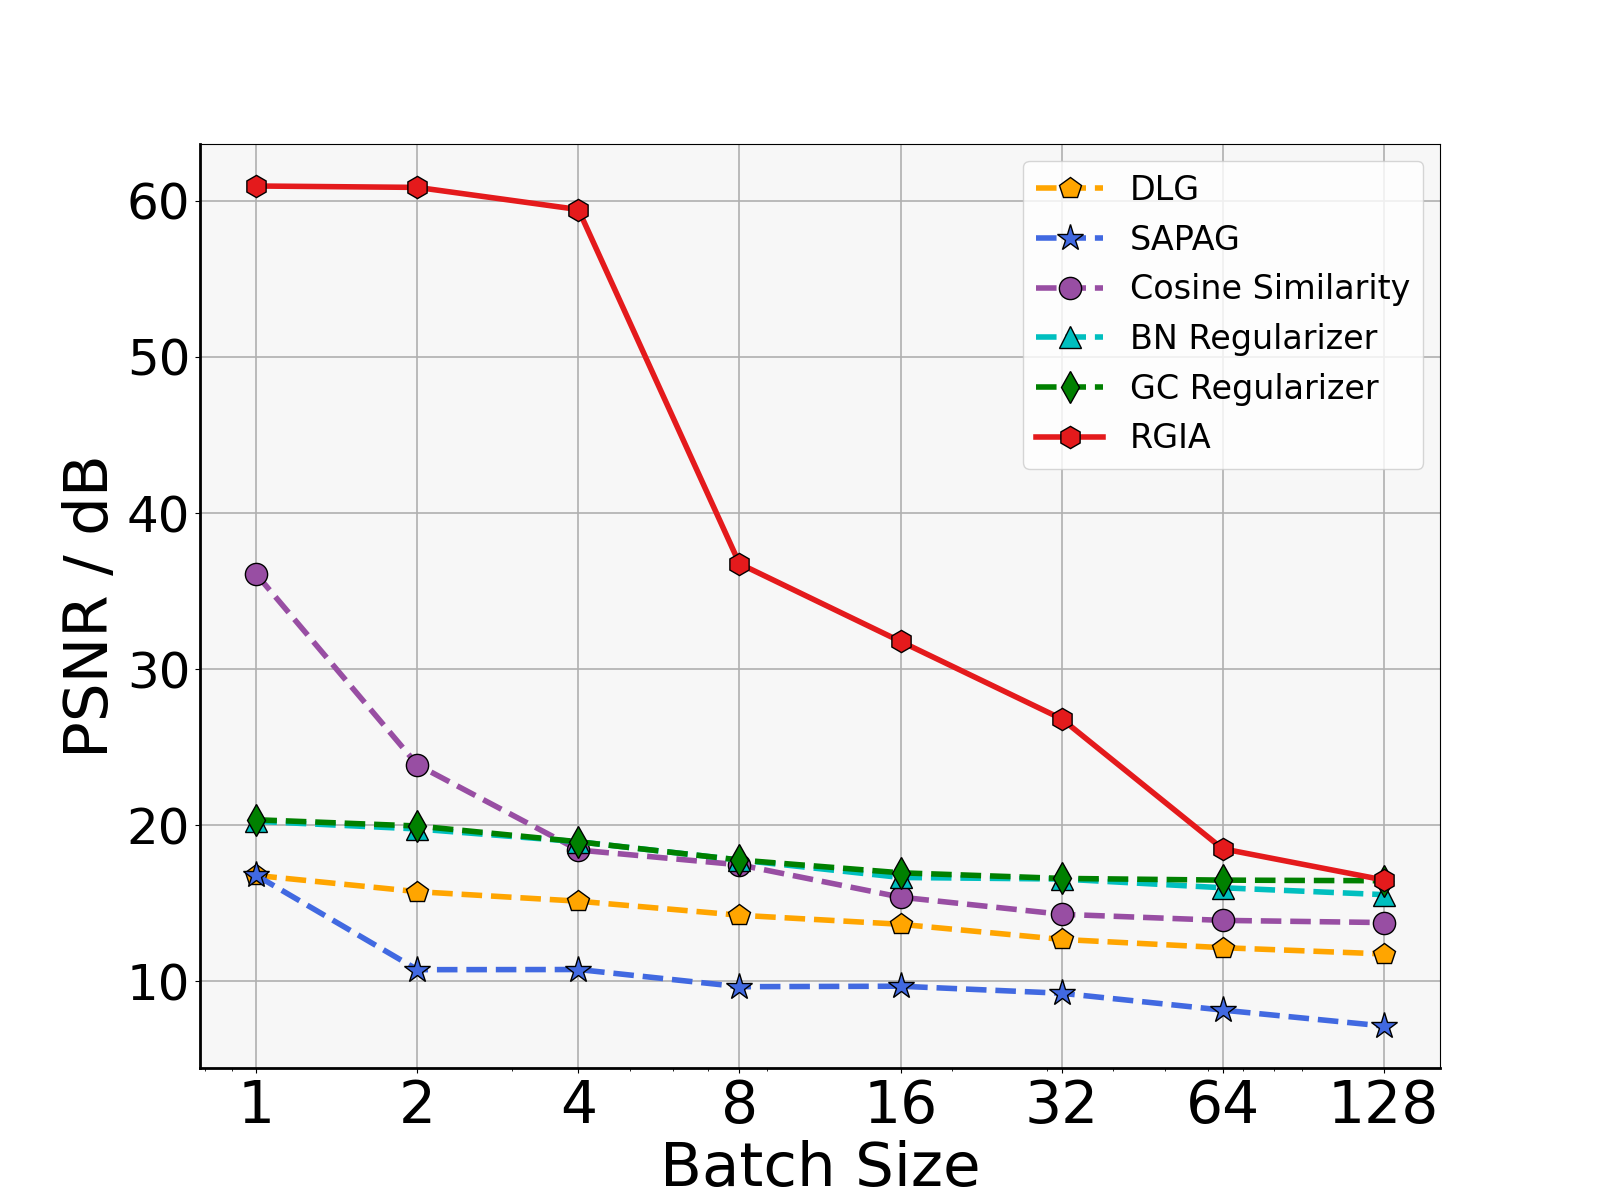 PSNR / dB
60
50
40
30
20
10
DLG
SAPAG
Cosine Similarity
BN Regularizer
GC Regularizer
RGIA
1 2 4 8 16 32 64 128
Batch Size